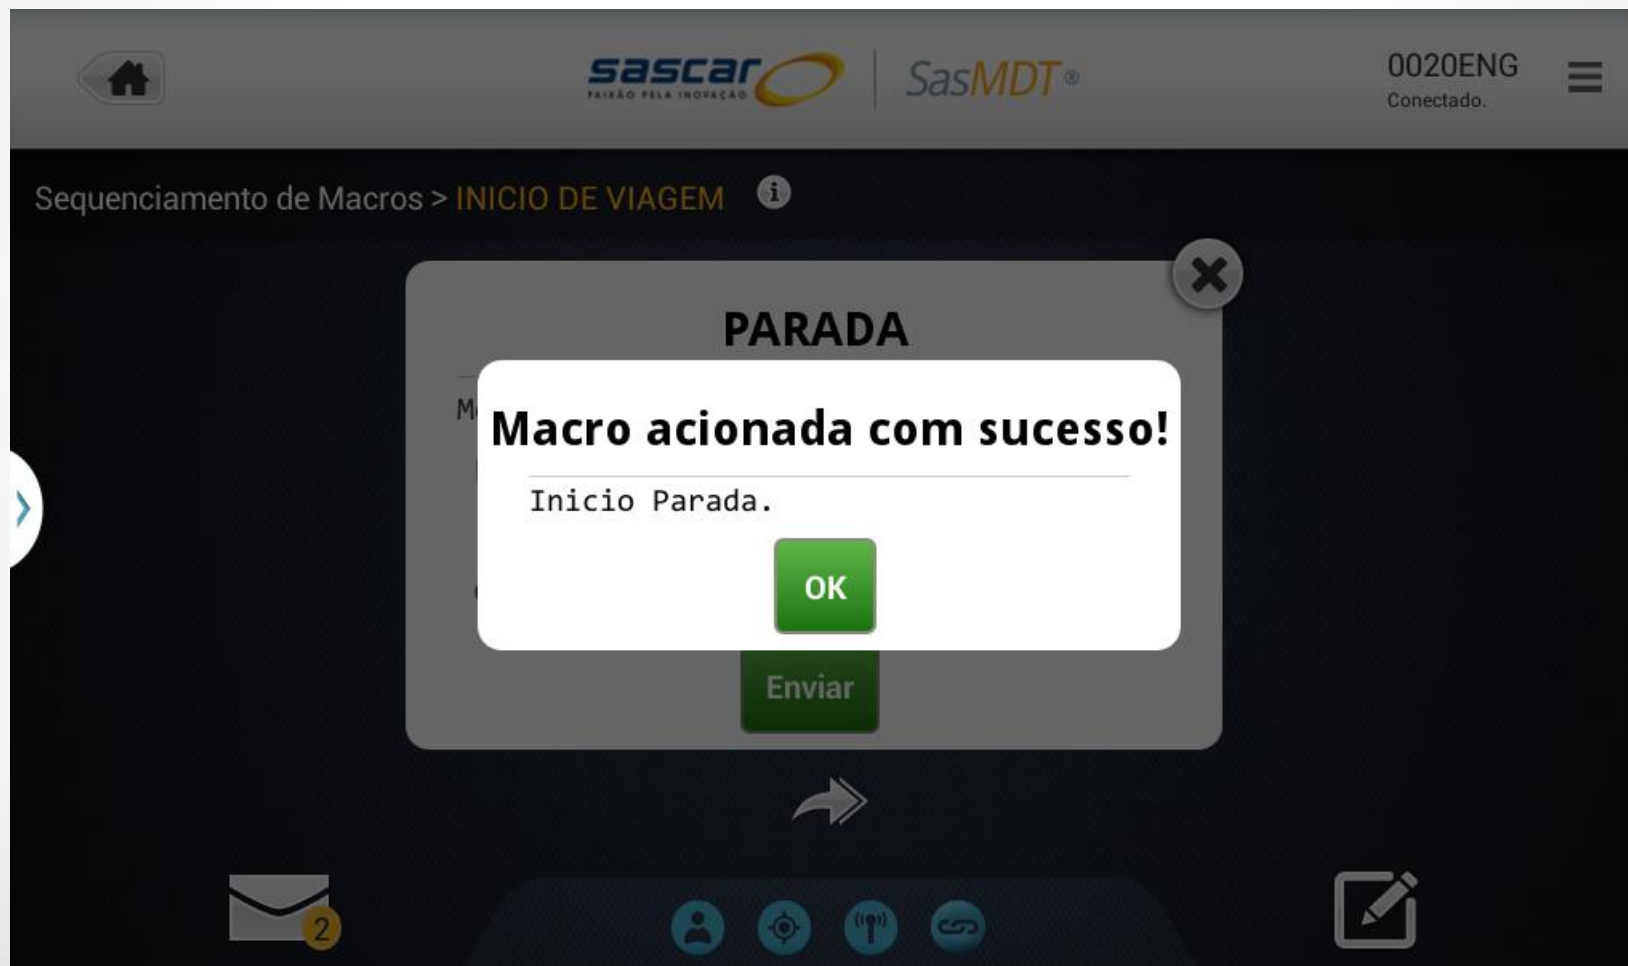 sascar
PAIXÃO PELA INOVAÇÃO
SasMDT®
0020ENG
Conectado.
Sequenciamento de Macros > INICIO DE VIAGEM
PARADA
Macro acionada com sucesso!
Inicio Parada.
OK
Enviar
2